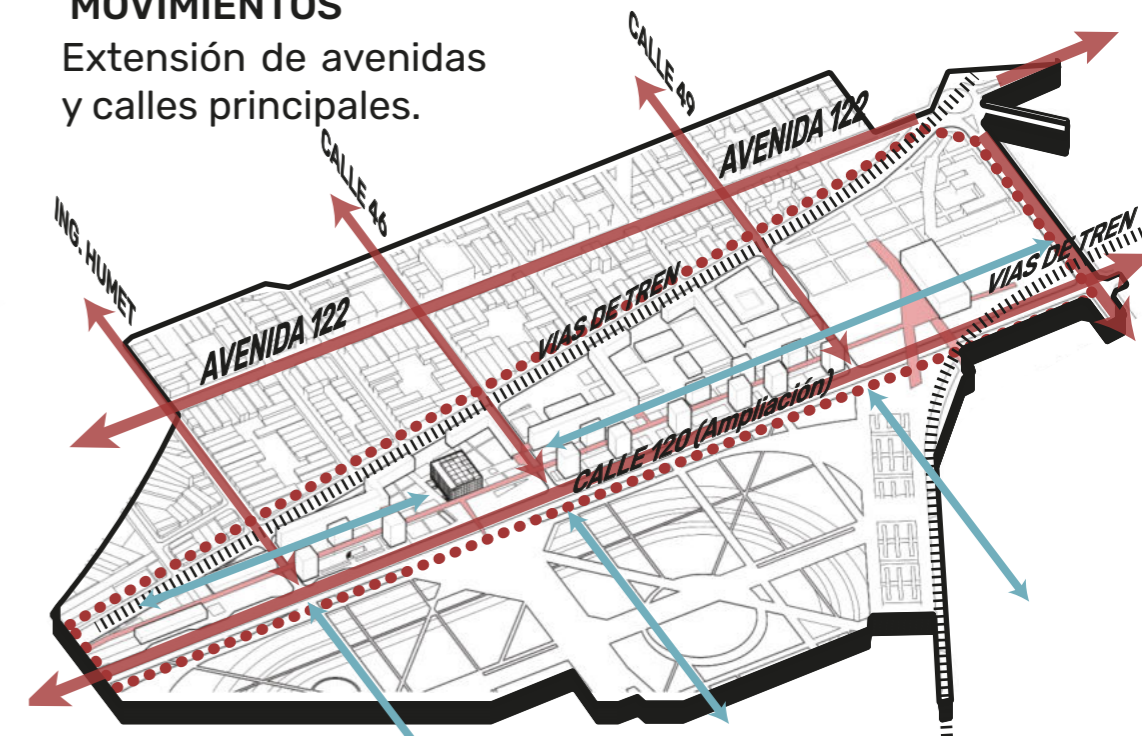 MOVIMIENTOS
Extensión de avenidas
y calles principales.
CALLE 49
CALLE 46
AVENIDA 122
ING. HUMET
VIAS DE TREN
VIAS DE TREN
AVENIDA 122
CALLE 120 (Ampliación)